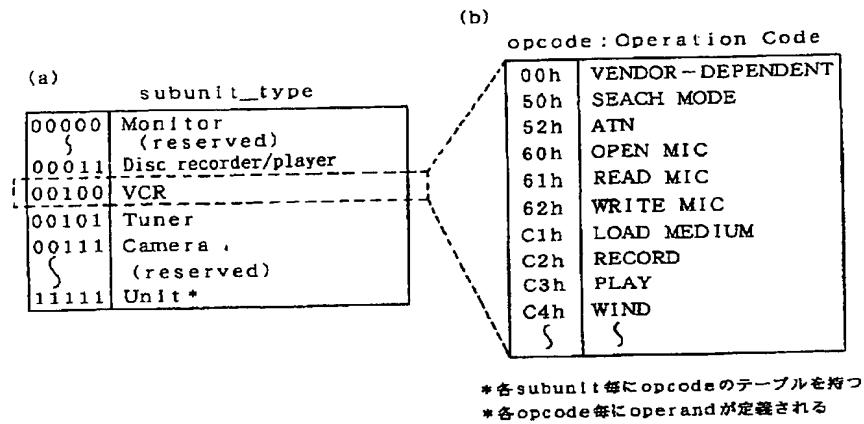 (a)
subunit_type
00000 Monitor
(reserved)
00011 Disc recorder/player
00100 VCR
00101 Tuner
00111 Camera
(reserved)
11111 Unit*
(b)
opcode:Operation Code
00h VENDOR-DEPENDENT
50h SEACH MODE
52h ATN
60h OPEN MIC
61h READ MIC
62h WRITE MIC
C1h LOAD MEDIUM
C2h RECORD
C3h PLAY
C4h WIND
*各subunit毎にopcodeのテーブルを持つ
*各opcode毎にoperandが定義される